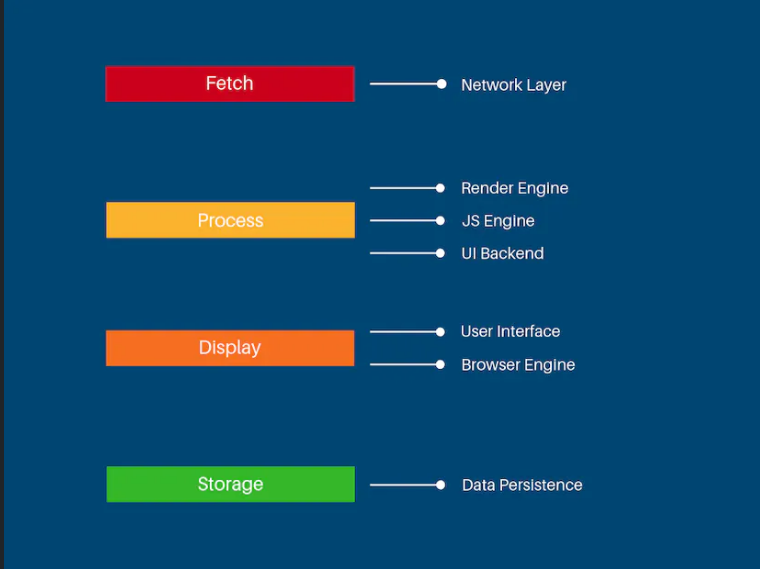 Fetch
Network Layer
Render Engine
Process
JS Engine
UI Backend
User Interface
Display
Browser Engine
Storage
Data Persistence